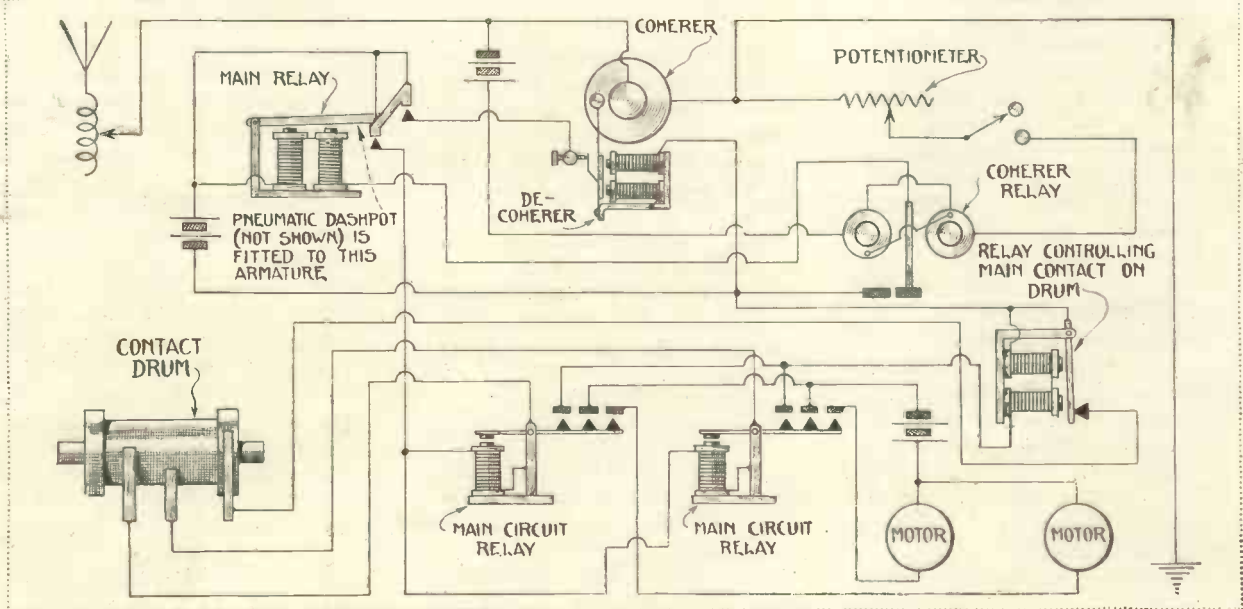 COHERER
POTENTIOMETER
MAIN RELAY
DE-
COHERER
COHERER
RELAY
PNEUMATIC DASHPOT
(NOT SHOWN) IS
FITTED TO THIS
ARMATURE
RELAY CONTROLLING
MAIN CONTACT ON
DRUM
CONTACT
DRUM
MAIN CIRCUIT
RELAY
MAIN CIRCUIT
RELAY
MOTOR
MOTOR